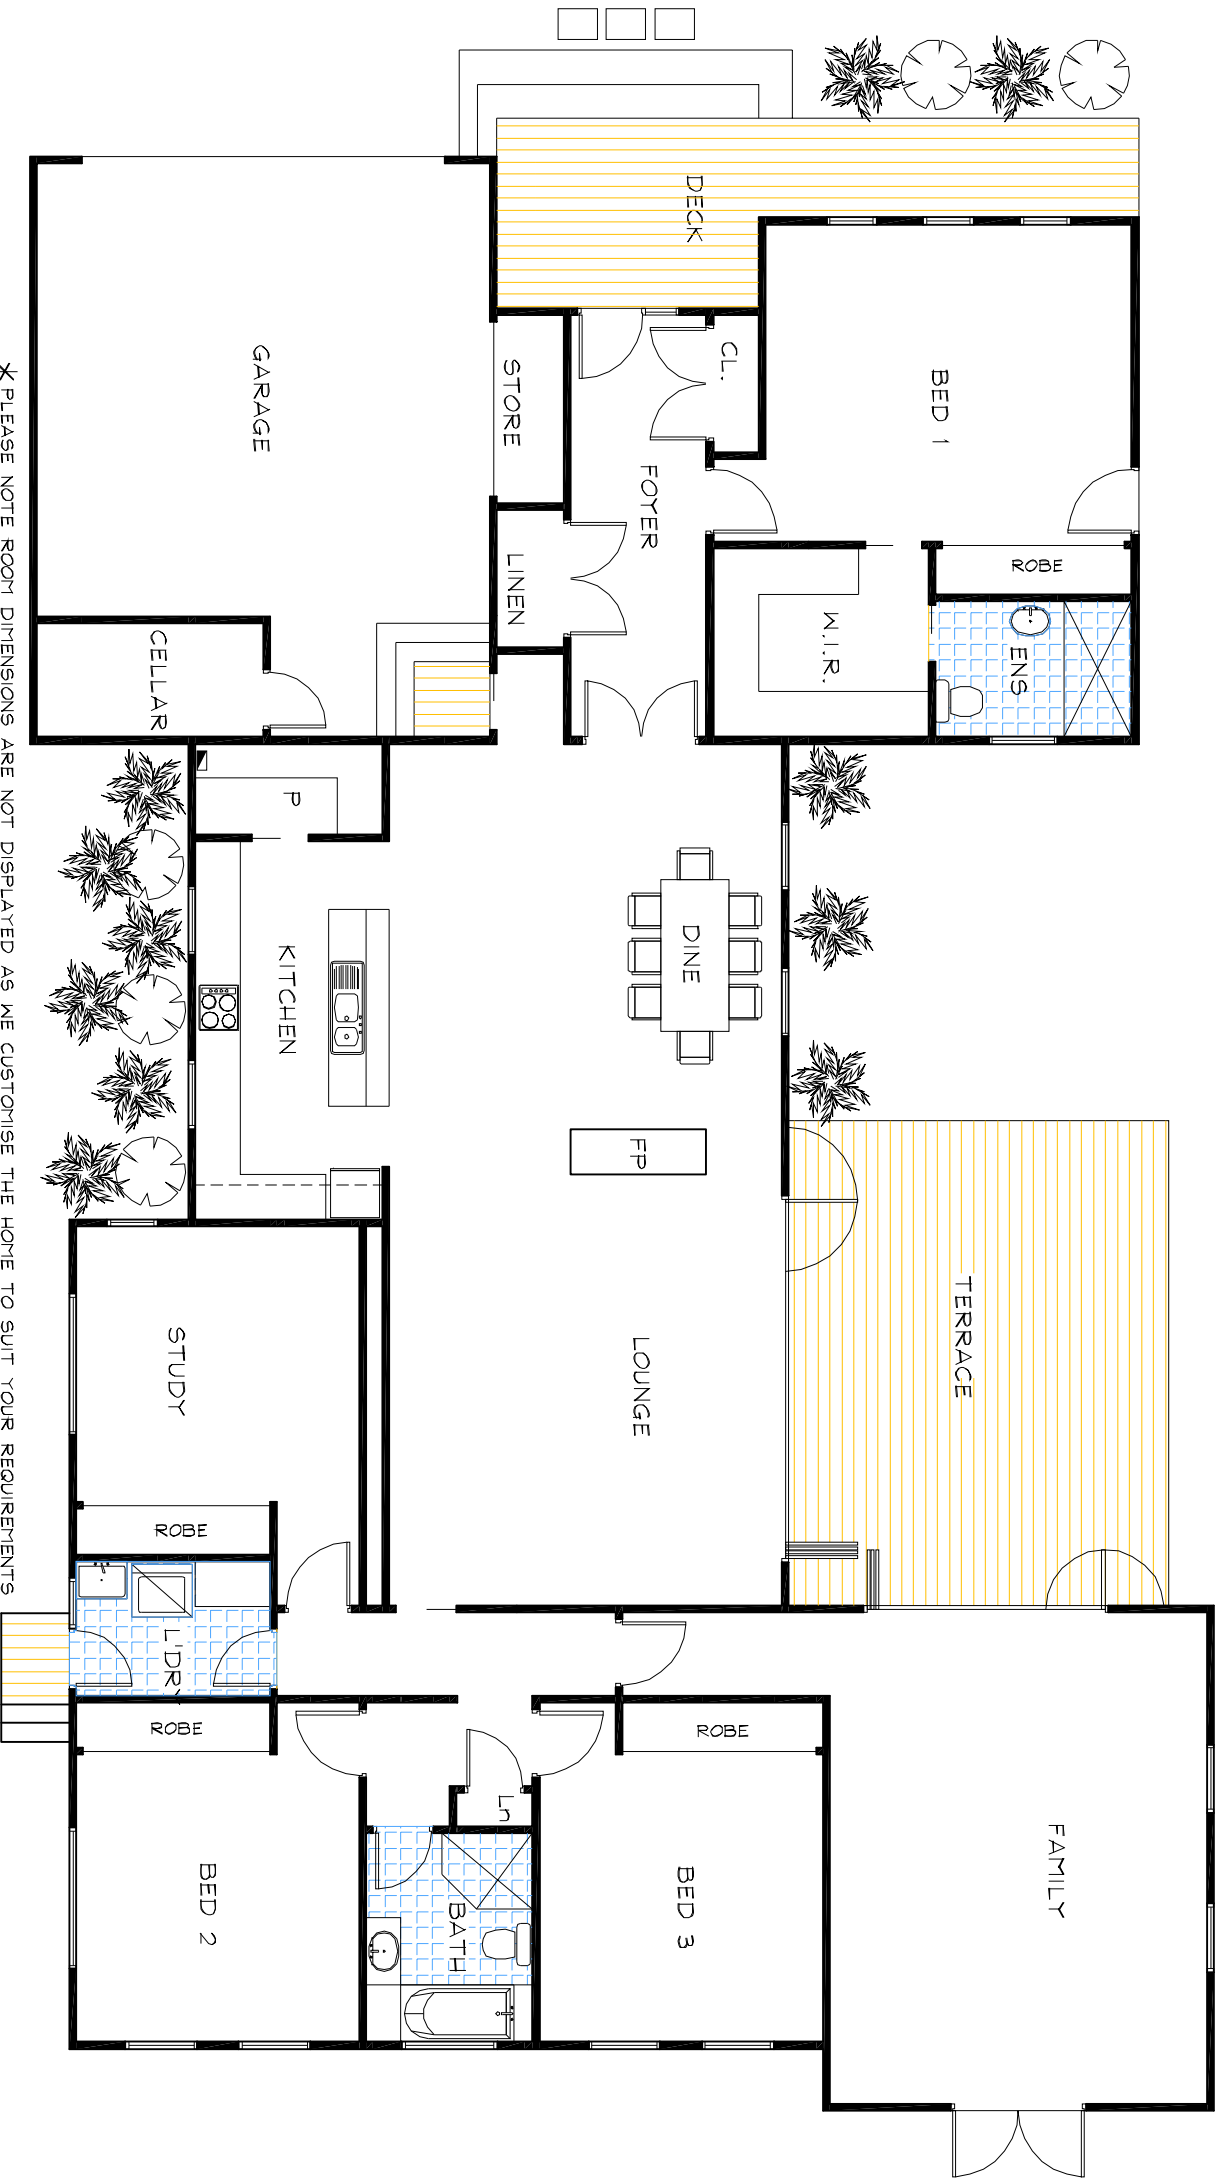 DECK
GARAGE
STORE
CL.
BED 1
FOYER
LINEN
ROBE
W.I.R.
ENS
CELLAR
P
KITCHEN
DINE
FP
TERRACE
STUDY
LOUNGE
ROBE
L'DRY
ROBE
ROBE
Ln
FAMILY
BED 2
BATH
BED 3
* PLEASE NOTE ROOM DIMENSIONS ARE NOT DISPLAYED AS WE CUSTOMISE THE HOME TO SUIT YOUR REQUIREMENTS